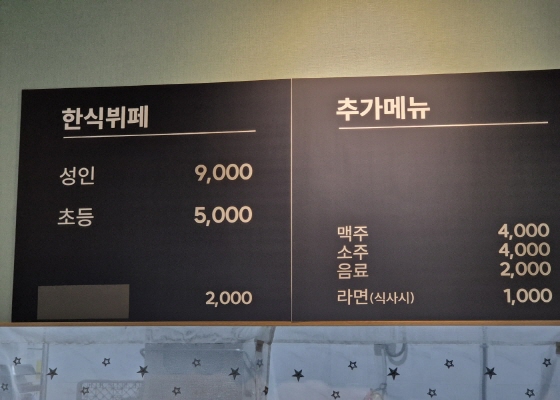 한식뷔페
성인 9,000
초등 5,000
2,000
추가메뉴
맥주 4,000
소주 4,000
음료 2,000
라면(식사시) 1,000